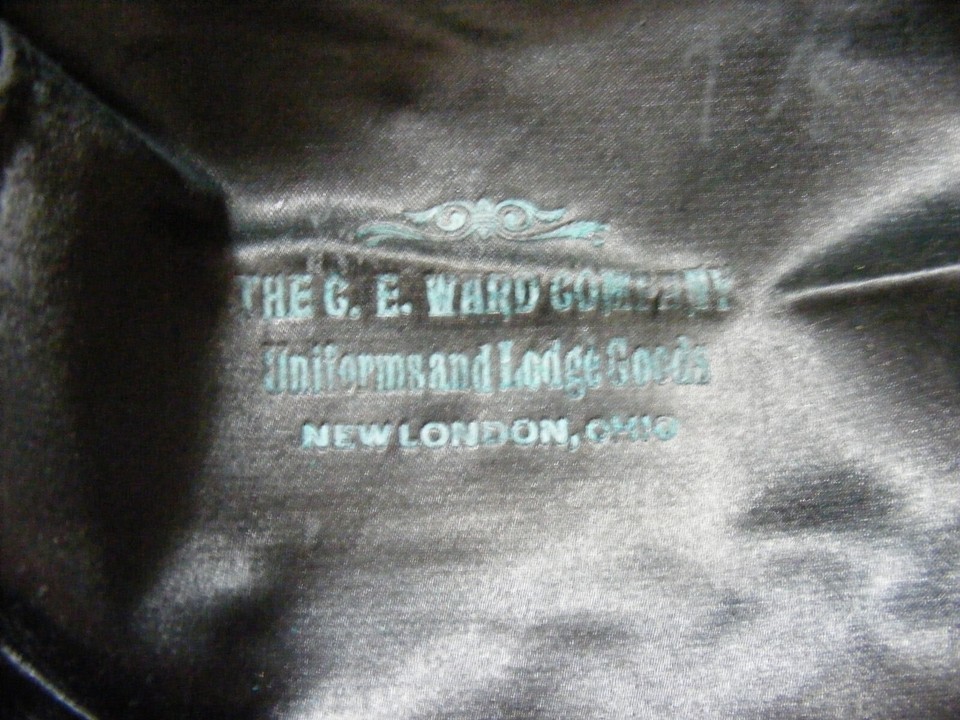 THE C. E. WARD COMPANY
Uniforms and Lodge Goods
NEW LONDON, OHIO